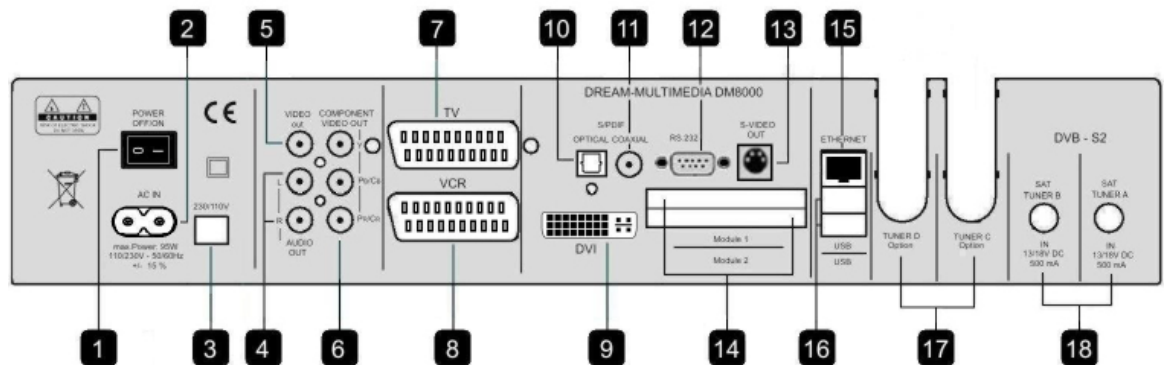 2
5
7
10
11
12
13
15
DREAM-MULTIMEDIA DM8000
CAUTION
POWER
OFF/ON
CE
VIDEO
out
COMPONENT
VIDEO OUT
TV
S/PDIF
OPTICAL COAXIAL
RS-232
S-VIDEO
OUT
ETHERNET
DVB - S2
Y
AC IN
230/110V
L
R
AUDIO
OUT
VCR
DVI
Module 1
Module 2
USB
USB
TUNER D
Option
TUNER C
Option
SAT
TUNER B
SAT
TUNER A
max.Power: 95W
110/230V - 50/60Hz
+/- 15 %
IN
13/18V DC
500 mA
IN
13/18V DC
500 mA
1
3
4
6
8
9
14
16
17
18